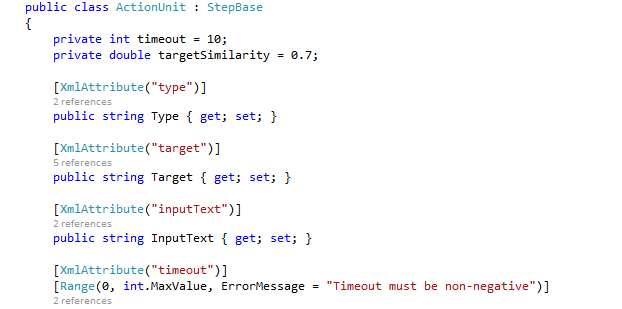 public class ActionUnit : StepBase
{
private int timeout = 10;
private double targetSimilarity = 0.7;
[XmlAttribute("type")]
2 references
public string Type { get; set; }
[XmlAttribute("target")]
5 references
public string Target { get; set; }
[XmlAttribute("inputText")]
2 references
public string InputText { get; set; }
[XmlAttribute("timeout")]
[Range(0, int.MaxValue, ErrorMessage = "Timeout must be non-negative")]
2 references